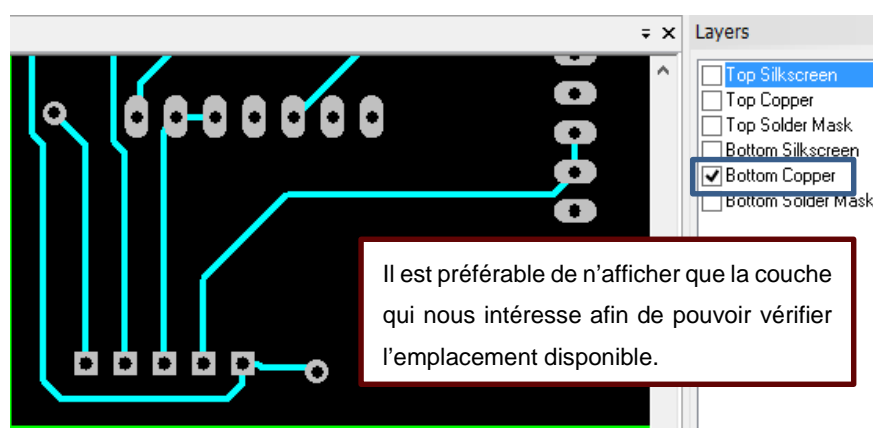 Layers
Top Silkscreen
Top Copper
Top Solder Mask
Bottom Silkscreen
Bottom Copper
Bottom Solder Mask
Il est préférable de n’afficher que la couche
qui nous intéresse afin de pouvoir vérifier
l’emplacement disponible.